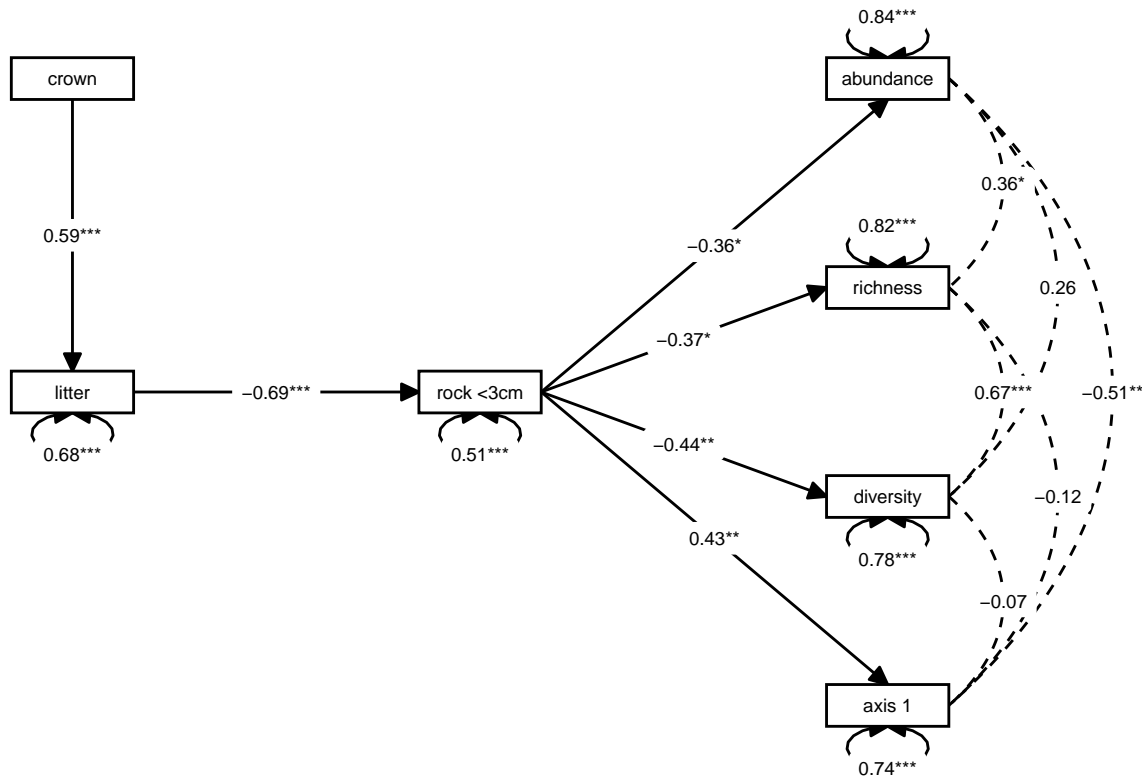 0.84***
crown
abundance
0.36*
0.59***
0.82***
−0.36*
richness
0.26
−0.37*
litter
−0.69***
rock <3cm
0.67***
−0.51**
0.68***
0.51***
−0.44**
diversity
−0.12
0.43**
0.78***
−0.07
axis 1
0.74***